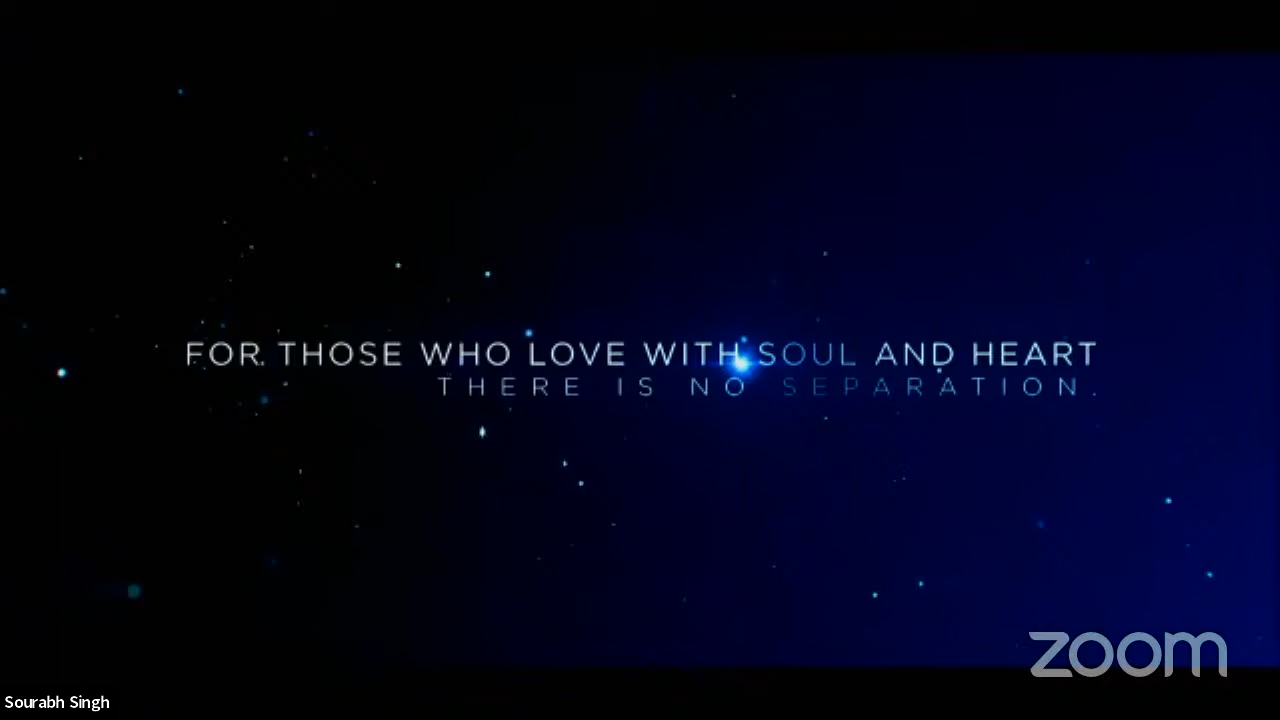 FOR THOSE WHO LOVE WITH SOUL AND HEART
THERE IS NO SEPARATION.
zoom
Sourabh Singh